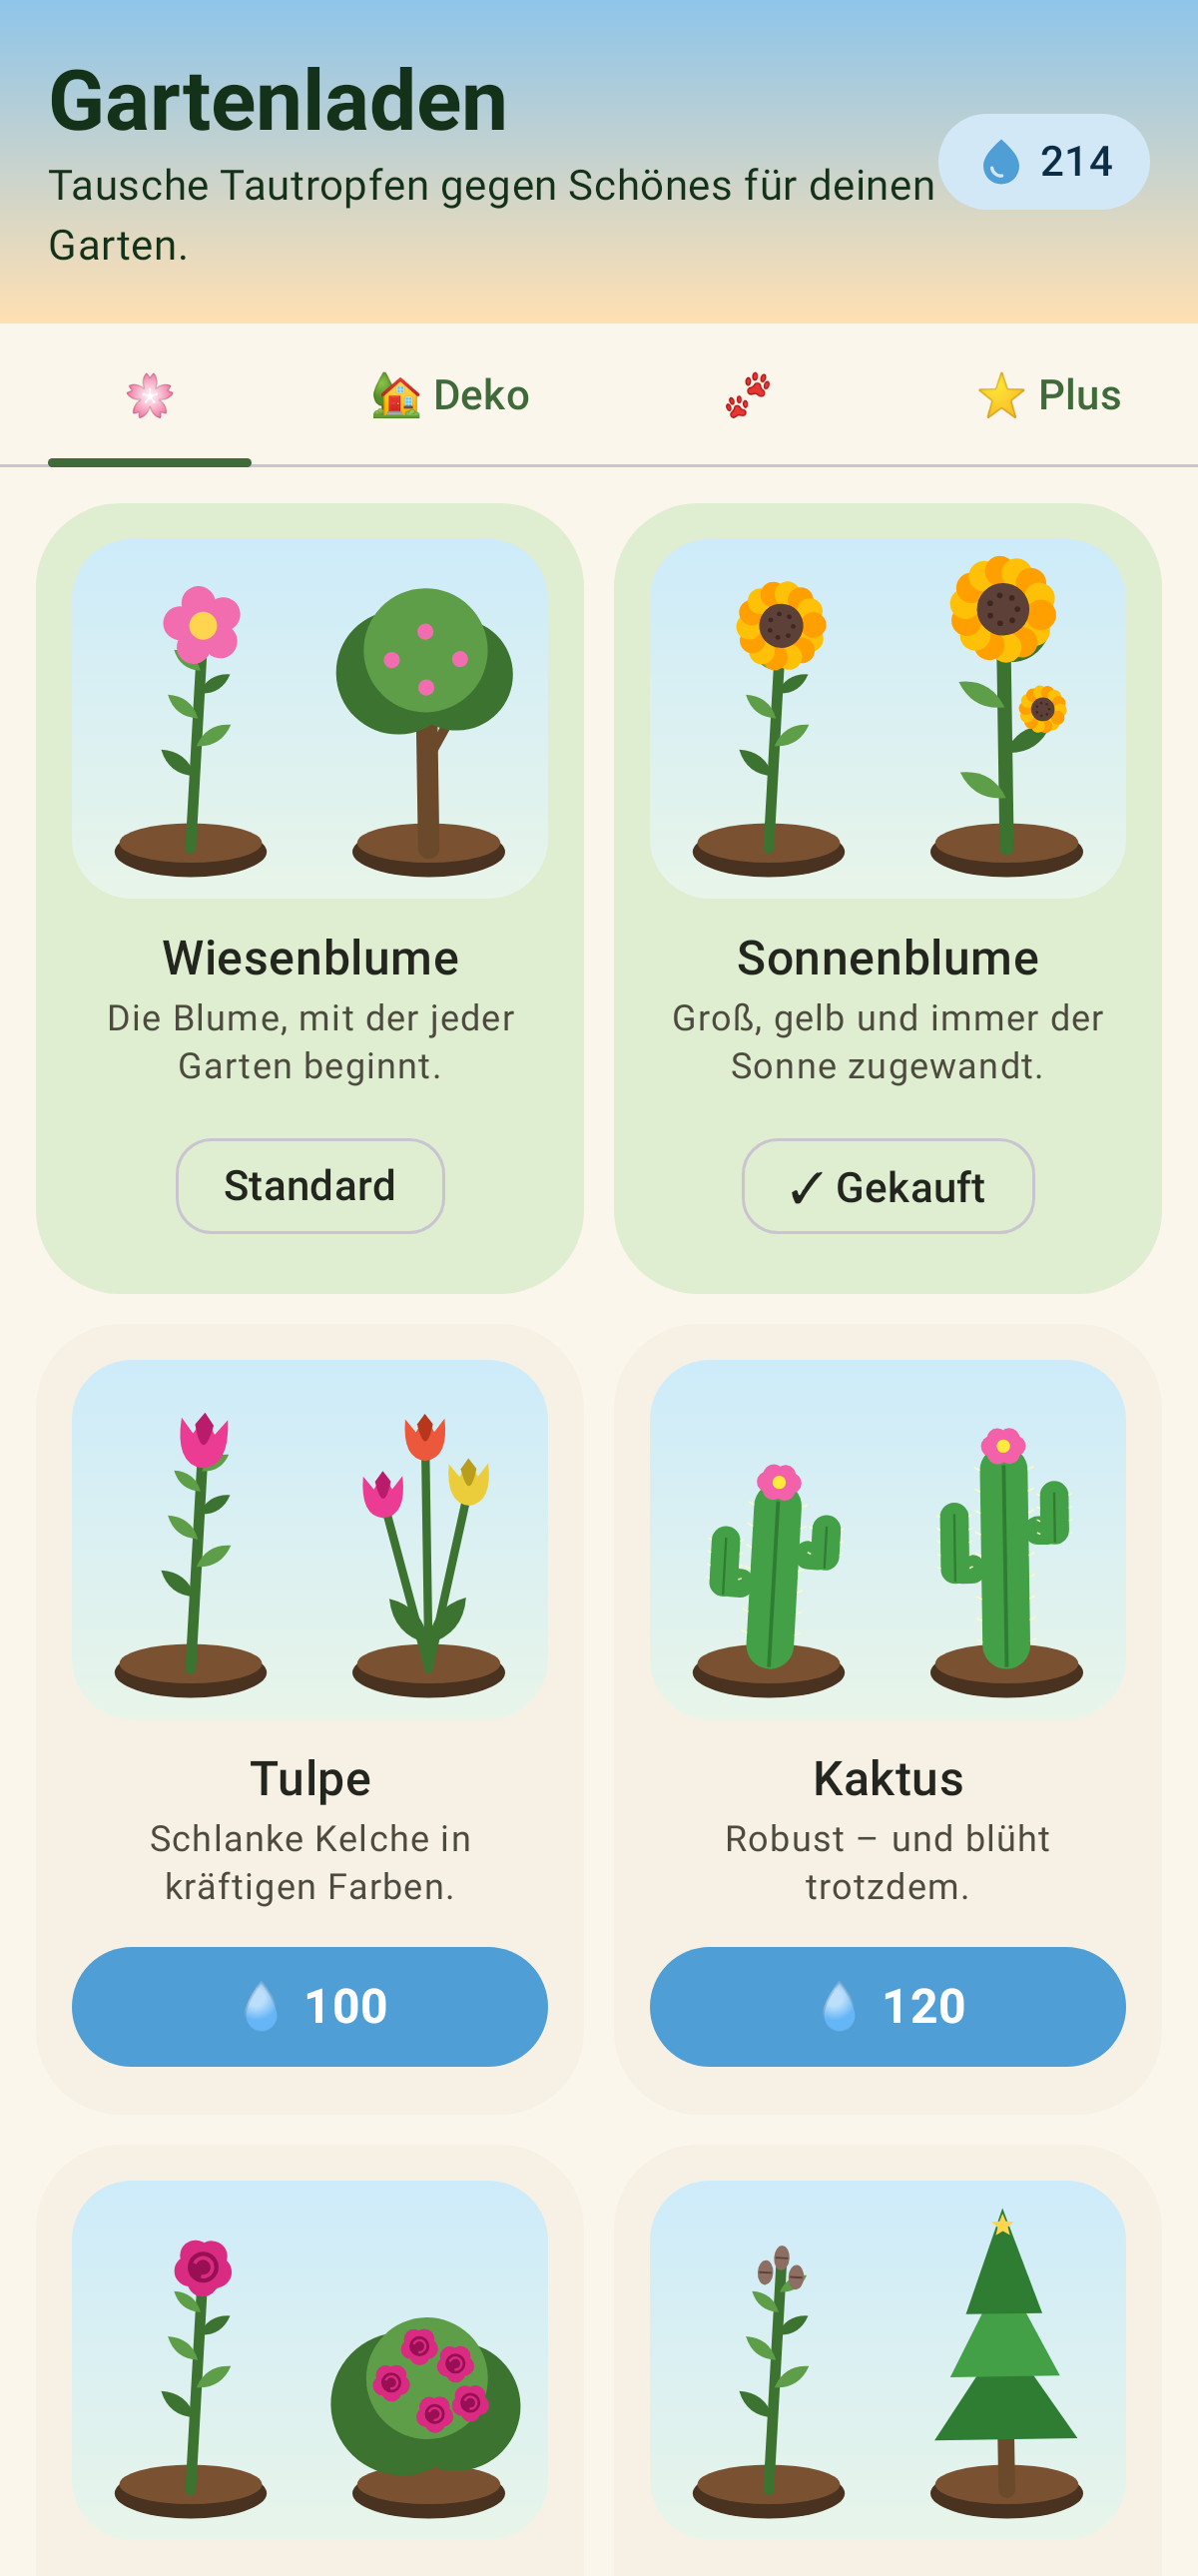 Gartenladen
Tausche Tautropfen gegen Schönes für deinen
Garten.
214
Deko
Plus
Wiesenblume
Die Blume, mit der jeder
Garten beginnt.
Standard
Sonnenblume
Groß, gelb und immer der
Sonne zugewandt.
✓ Gekauft
Tulpe
Schlanke Kelche in
kräftigen Farben.
100
Kaktus
Robust – und blüht
trotzdem.
120